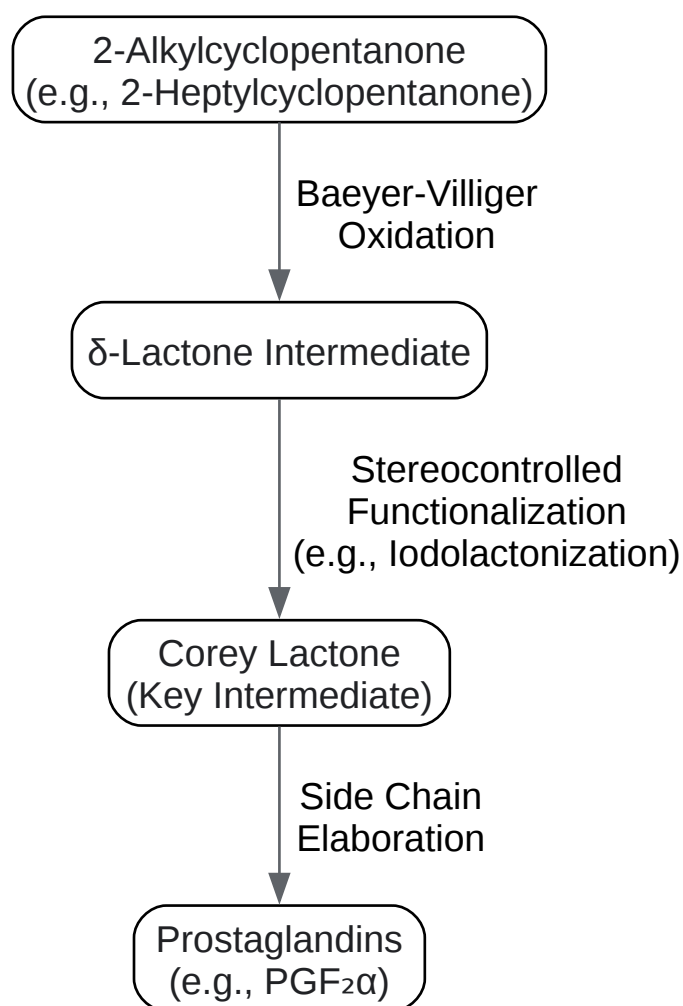 2-Alkylcyclopentanone
(e.g., 2-Heptylcyclopentanone)
Baeyer-Villiger
Oxidation
δ-Lactone Intermediate
Stereocontrolled
Functionalization
(e.g., Iodolactonization)
Corey Lactone
(Key Intermediate)
Side Chain
Elaboration
Prostaglandins
(e.g., PGF₂α)